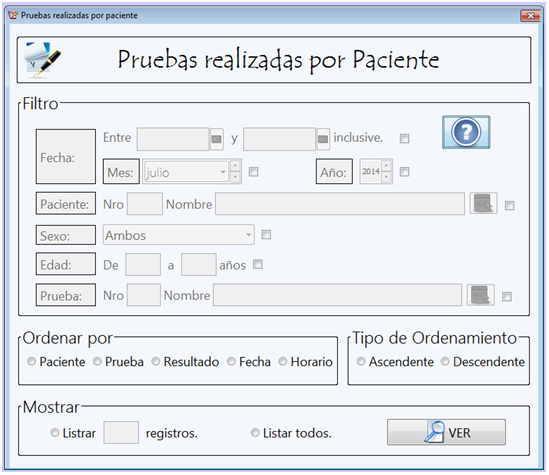 Pruebas realizadas por paciente
Pruebas realizadas por Paciente
Filtro
Fecha:
Entre y inclusive.
Mes: julio Año: 2014
Paciente: Nro Nombre
Sexo: Ambos
Edad: De a años
Prueba: Nro Nombre
Ordenar por
Paciente Prueba Resultado Fecha Horario
Tipo de Ordenamiento
Ascendente Descendente
Mostrar
Listrar registros. Listar todos. VER